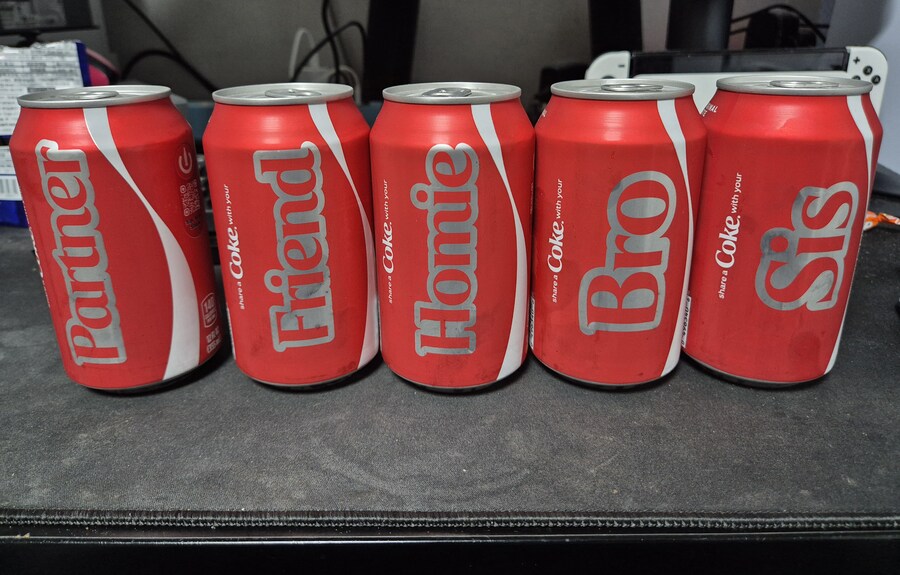 Partner
share a Coke® with your
Friend
share a Coke® with your
Homie
share a Coke® with your
Bro
share a Coke® with your
Sis